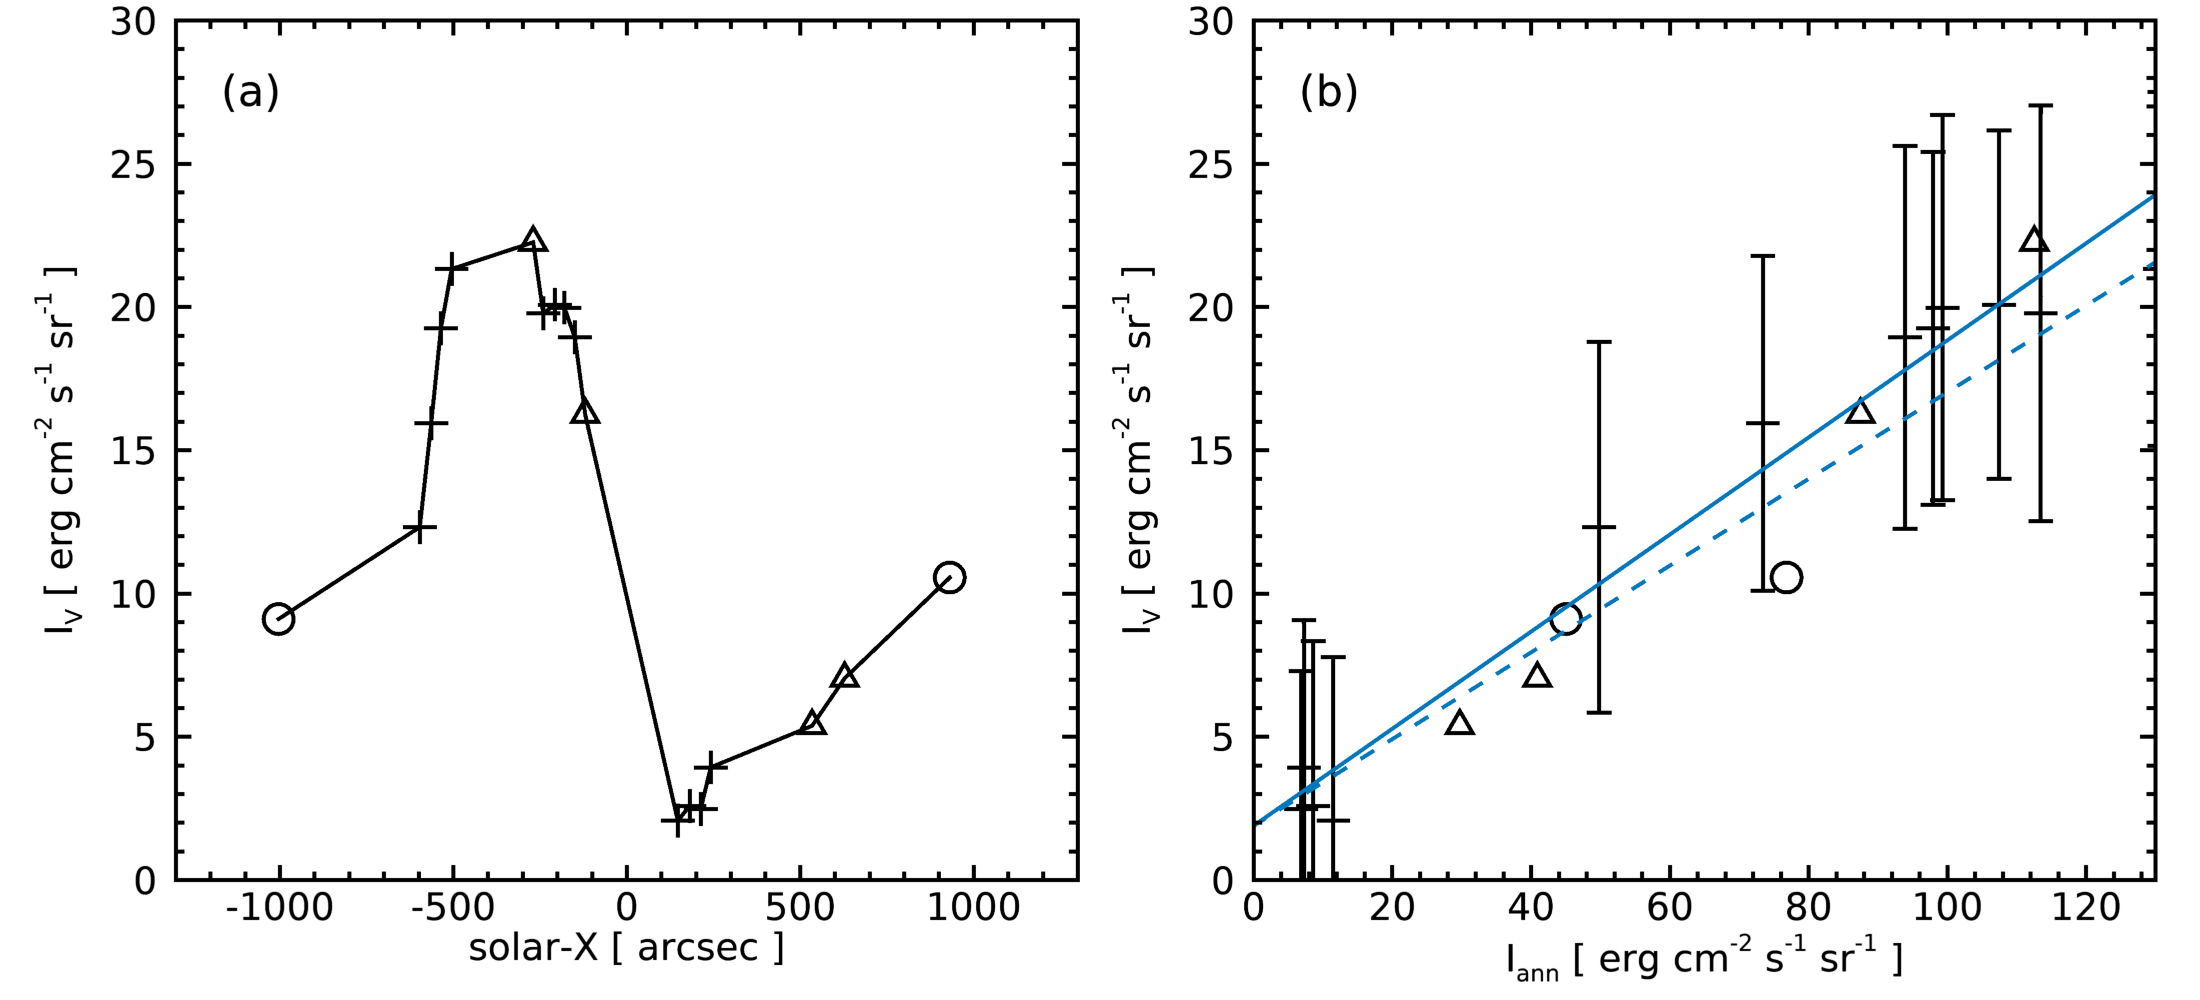 (a)
30
25
20
15
10
5
0
I_V [ erg cm^-2 s^-1 sr^-1 ]
-1000 -500 0 500 1000
solar-X [ arcsec ]
(b)
30
25
20
15
10
5
0
I_V [ erg cm^-2 s^-1 sr^-1 ]
0 20 40 60 80 100 120
I_ann [ erg cm^-2 s^-1 sr^-1 ]